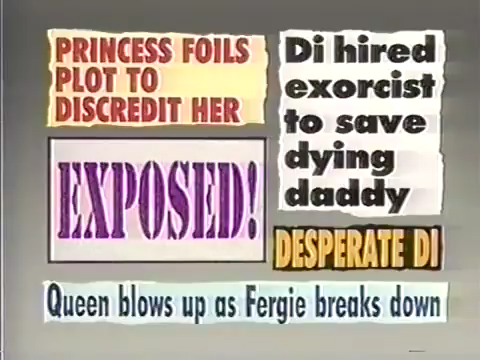 PRINCESS FOILS
PLOT TO
DISCREDIT HER
Di hired
exorcist
to save
dying
daddy
EXPOSED!
DESPERATE DI
Queen blows up as Fergie breaks down